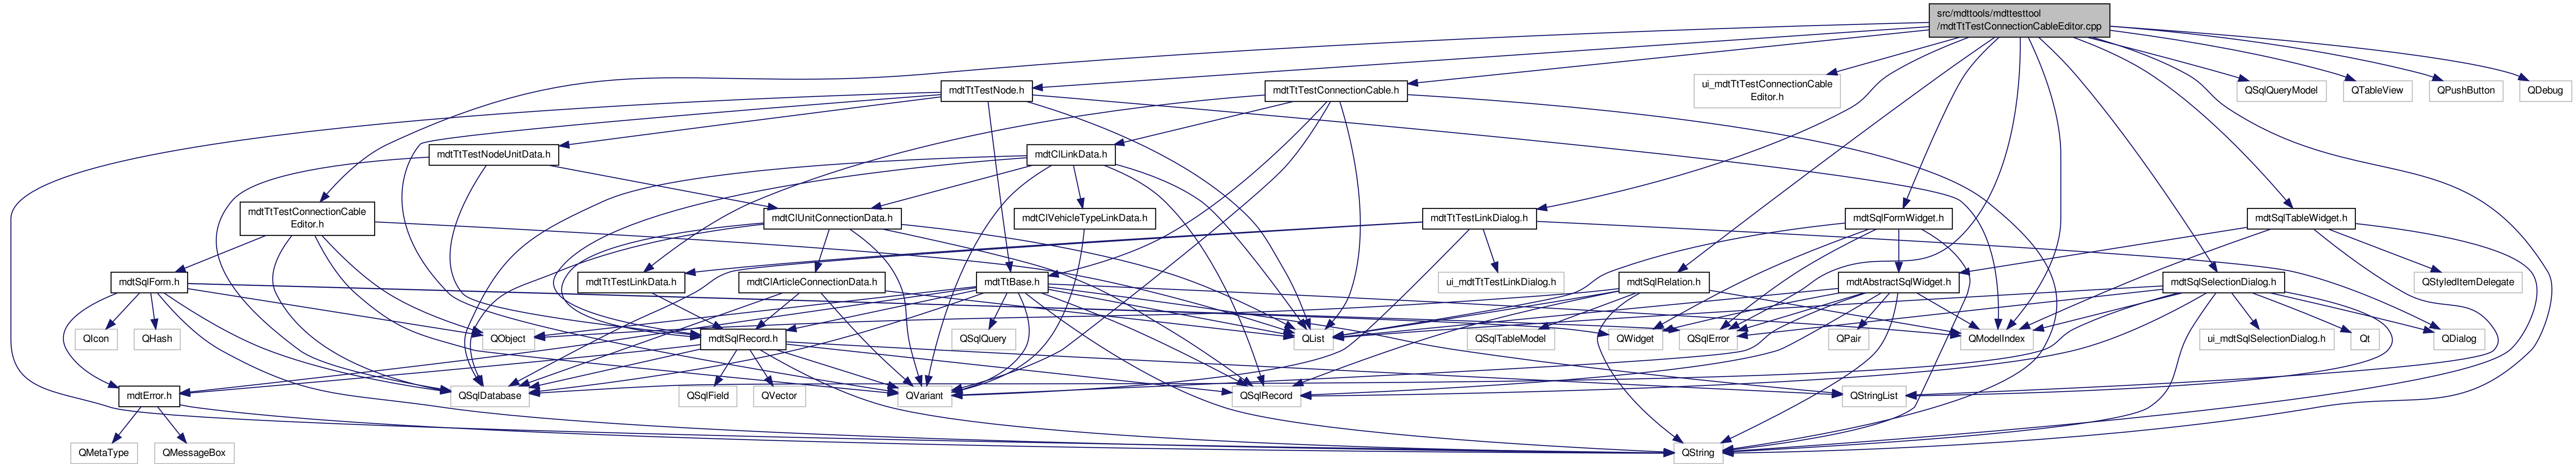 src/mdttools/mdttesttool
/mdtTtTestConnectionCableEditor.cpp
mdtTtTestNode.h
mdtTtTestConnectionCable.h
ui_mdtTtTestConnectionCable
Editor.h
QSqlQueryModel
QTableView
QPushButton
QDebug
mdtTtTestNodeUnitData.h
mdtClLinkData.h
mdtTtTestConnectionCable
Editor.h
mdtClUnitConnectionData.h
mdtClVehicleTypeLinkData.h
mdtTtTestLinkDialog.h
mdtSqlFormWidget.h
mdtSqlTableWidget.h
mdtSqlForm.h
mdtTtTestLinkData.h
mdtClArticleConnectionData.h
mdtTtBase.h
ui_mdtTtTestLinkDialog.h
mdtSqlRelation.h
mdtAbstractSqlWidget.h
mdtSqlSelectionDialog.h
QStyledItemDelegate
QIcon
QHash
QObject
mdtSqlRecord.h
QSqlQuery
QList
QSqlTableModel
QWidget
QSqlError
QPair
QModelIndex
ui_mdtSqlSelectionDialog.h
Qt
QDialog
mdtError.h
QSqlDatabase
QSqlField
QVector
QVariant
QSqlRecord
QStringList
QMetaType
QMessageBox
QString